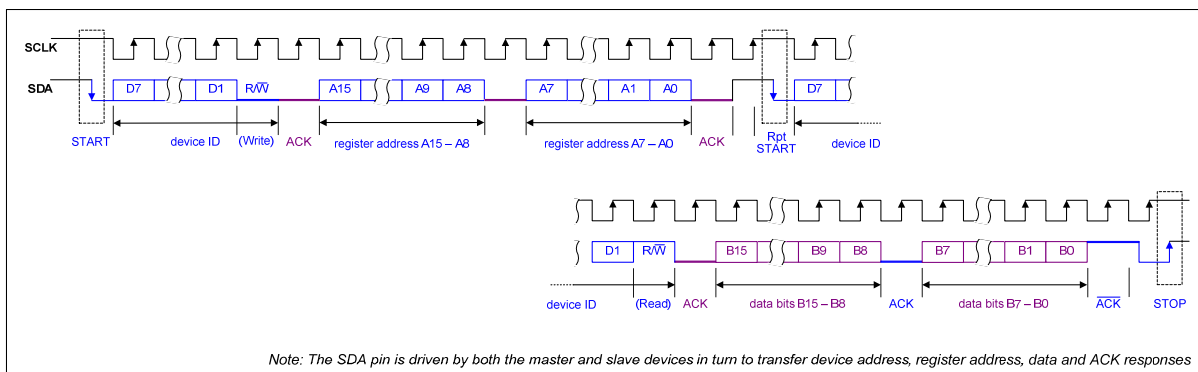 SCLK
SDA D7 D1 R/W̅ A15 A9 A8 A7 A1 A0 D7
START device ID (Write) ACK register address A15 – A8 register address A7 – A0 ACK Rpt START device ID
D1 R/W̅ B15 B9 B8 B7 B1 B0
device ID (Read) ACK data bits B15 – B8 ACK data bits B7 – B0 A̅C̅K̅ STOP
Note: The SDA pin is driven by both the master and slave devices in turn to transfer device address, register address, data and ACK responses